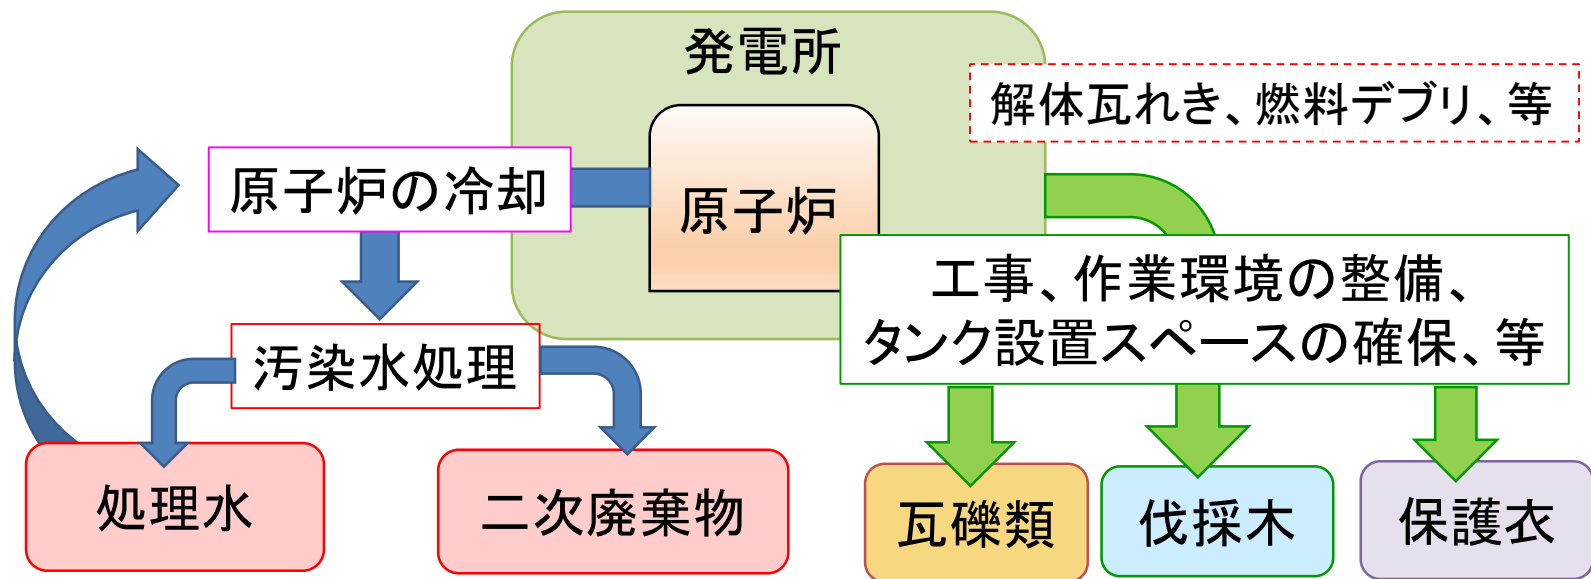 発電所
解体瓦れき、燃料デブリ、等
原子炉の冷却
原子炉
工事、作業環境の整備、
タンク設置スペースの確保、等
汚染水処理
処理水
二次廃棄物
瓦礫類
伐採木
保護衣